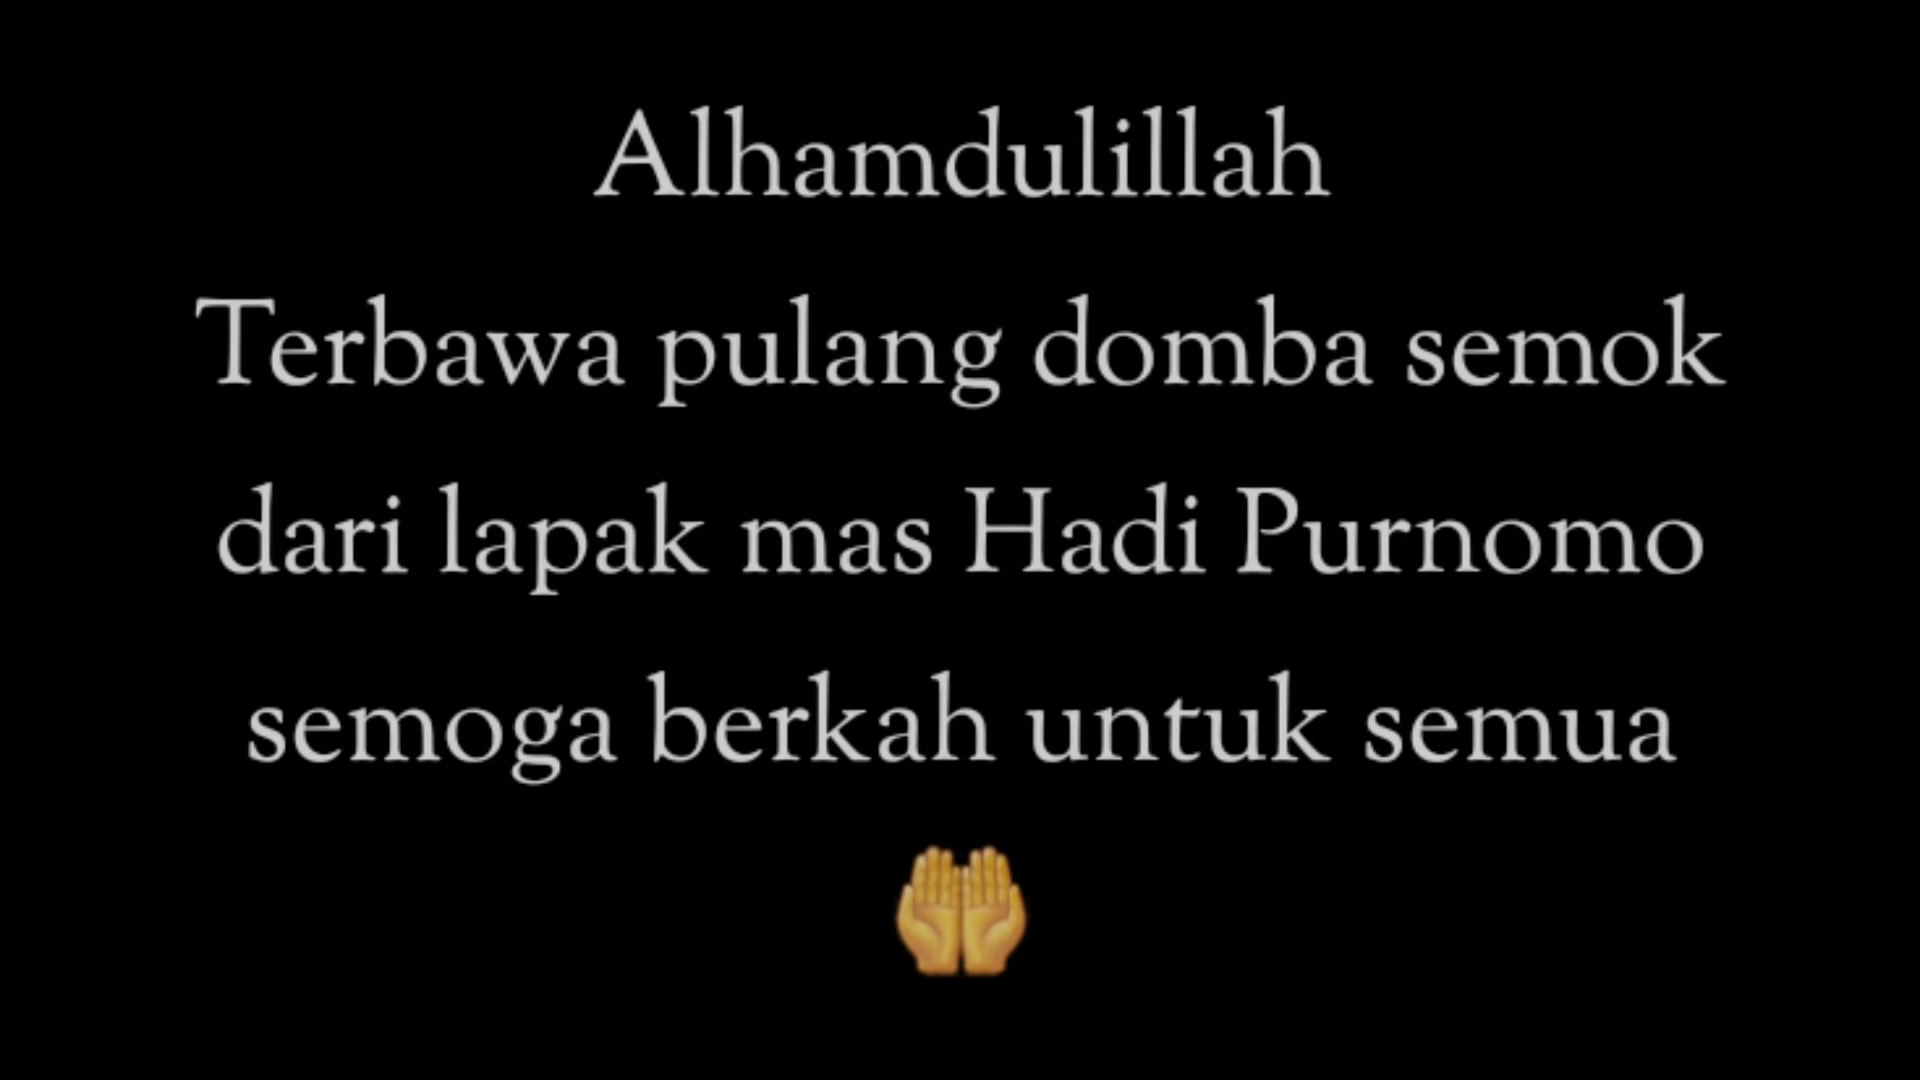 Alhamdulillah
Terbawa pulang domba semok
dari lapak mas Hadi Purnomo
semoga berkah untuk semua
🤲